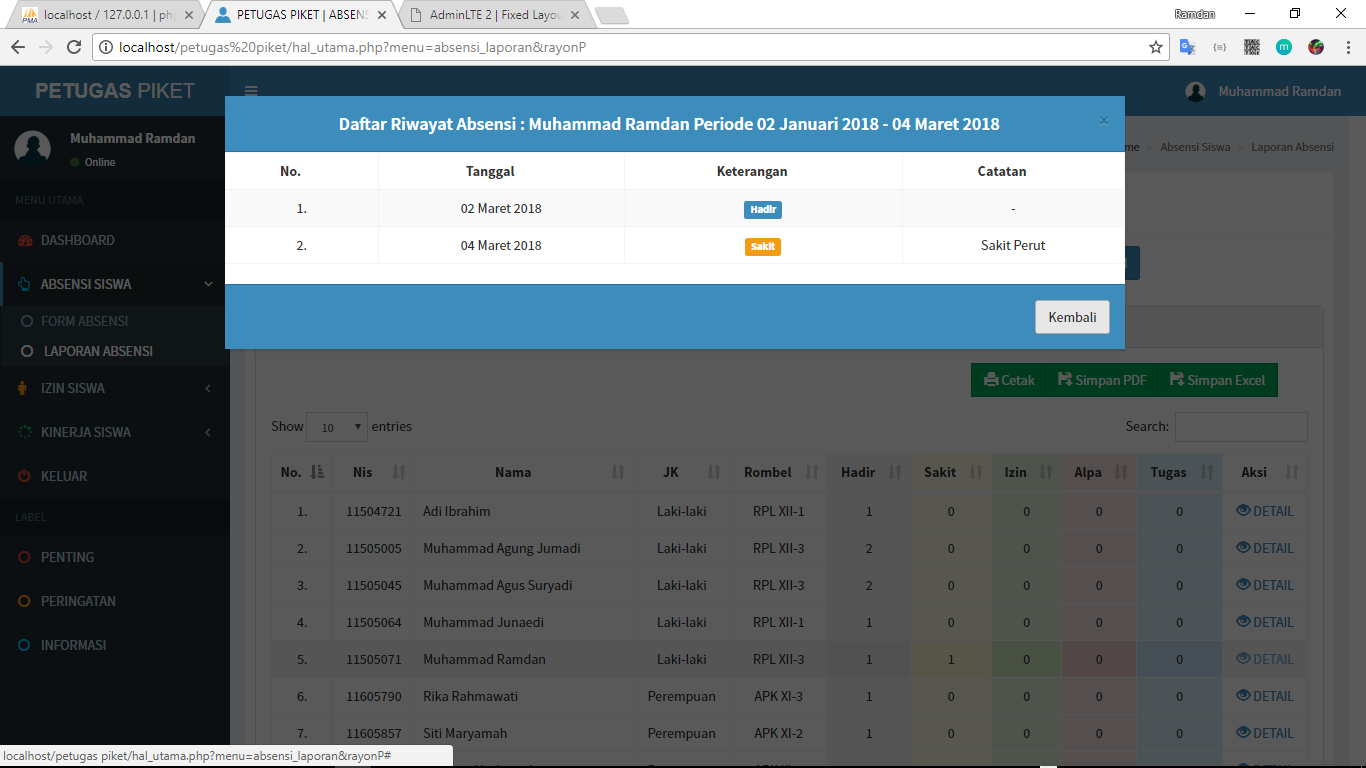 localhost / 127.0.0.1 | ph
PETUGAS PIKET | ABSENS
AdminLTE 2 | Fixed Layou
Ramdan
localhost/petugas%20piket/hal_utama.php?menu=absensi_laporan&rayonP
PETUGAS PIKET
Muhammad Ramdan
Muhammad Ramdan
Online
MENU UTAMA
DASHBOARD
ABSENSI SISWA
FORM ABSENSI
LAPORAN ABSENSI
IZIN SISWA
KINERJA SISWA
KELUAR
LABEL
PENTING
PERINGATAN
INFORMASI
me > Absensi Siswa > Laporan Absensi
Daftar Riwayat Absensi : Muhammad Ramdan Periode 02 Januari 2018 - 04 Maret 2018 ×
No. Tanggal Keterangan Catatan
1. 02 Maret 2018 Hadir -
2. 04 Maret 2018 Sakit Sakit Perut
Kembali
Cetak Simpan PDF Simpan Excel
Show 10 entries Search:
No. Nis Nama JK Rombel Hadir Sakit Izin Alpa Tugas Aksi
1. 11504721 Adi Ibrahim Laki-laki RPL XII-1 1 0 0 0 0 DETAIL
2. 11505005 Muhammad Agung Jumadi Laki-laki RPL XII-3 2 0 0 0 0 DETAIL
3. 11505045 Muhammad Agus Suryadi Laki-laki RPL XII-3 2 0 0 0 0 DETAIL
4. 11505064 Muhammad Junaedi Laki-laki RPL XII-1 1 0 0 0 0 DETAIL
5. 11505071 Muhammad Ramdan Laki-laki RPL XII-3 1 1 0 0 0 DETAIL
6. 11605790 Rika Rahmawati Perempuan APK XI-3 1 0 0 0 0 DETAIL
7. 11605857 Siti Maryamah Perempuan APK XI-2 1 0 0 0 0 DETAIL
localhost/petugas piket/hal_utama.php?menu=absensi_laporan&rayonP#